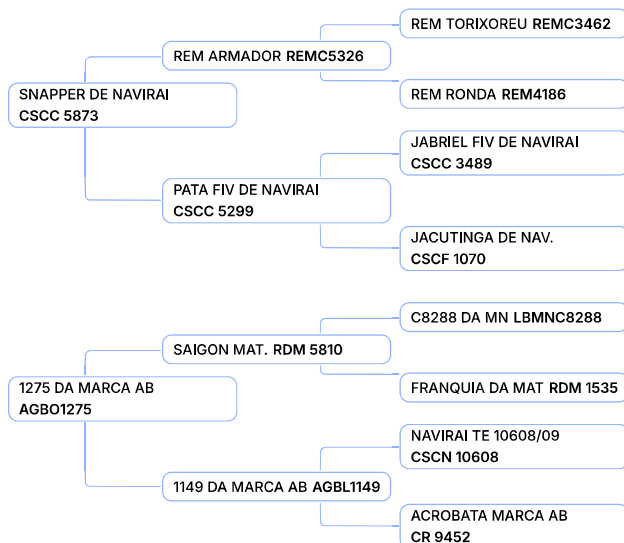 REM TORIXOREU REMC3462
REM ARMADOR REMC5326
REM RONDA REM4186
SNAPPER DE NAVIRAI
CSCC 5873
JABRIEL FIV DE NAVIRAI
CSCC 3489
PATA FIV DE NAVIRAI
CSCC 5299
JACUTINGA DE NAV.
CSCF 1070
C8288 DA MN LBMNC8288
SAIGON MAT. RDM 5810
FRANQUIA DA MAT RDM 1535
1275 DA MARCA AB
AGBO1275
NAVIRAI TE 10608/09
CSCN 10608
1149 DA MARCA AB AGBL1149
ACROBATA MARCA AB
CR 9452